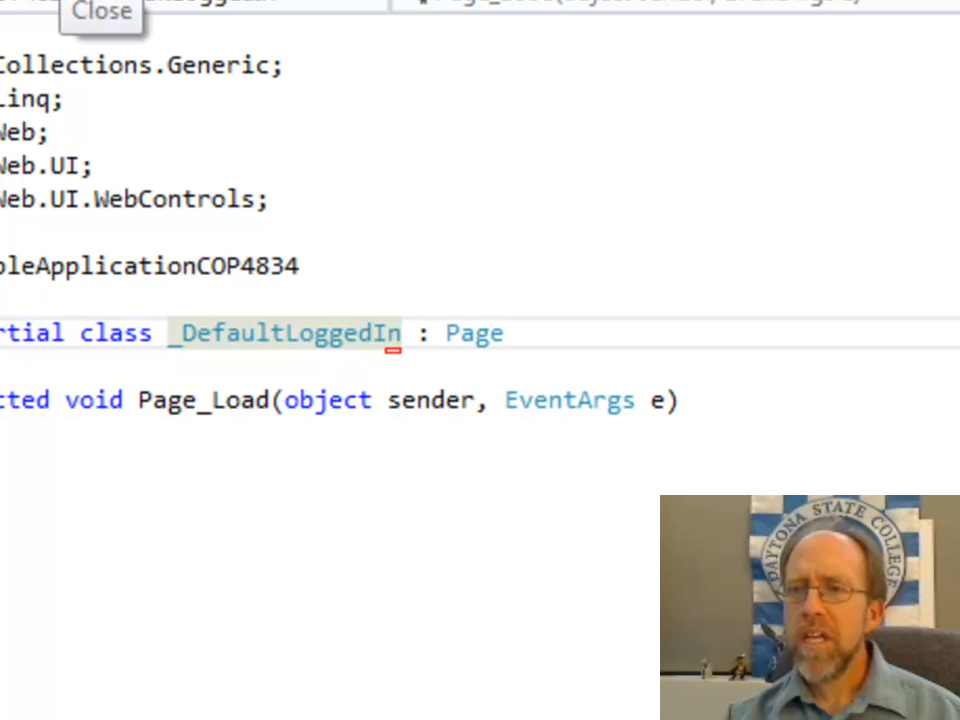 Close
Collections.Generic;
Linq;
Web;
Web.UI;
Web.UI.WebControls;
pleApplicationCOP4834
rtial class _DefaultLoggedIn : Page
cted void Page_Load(object sender, EventArgs e)
DAYTONA STATE COLLEGE